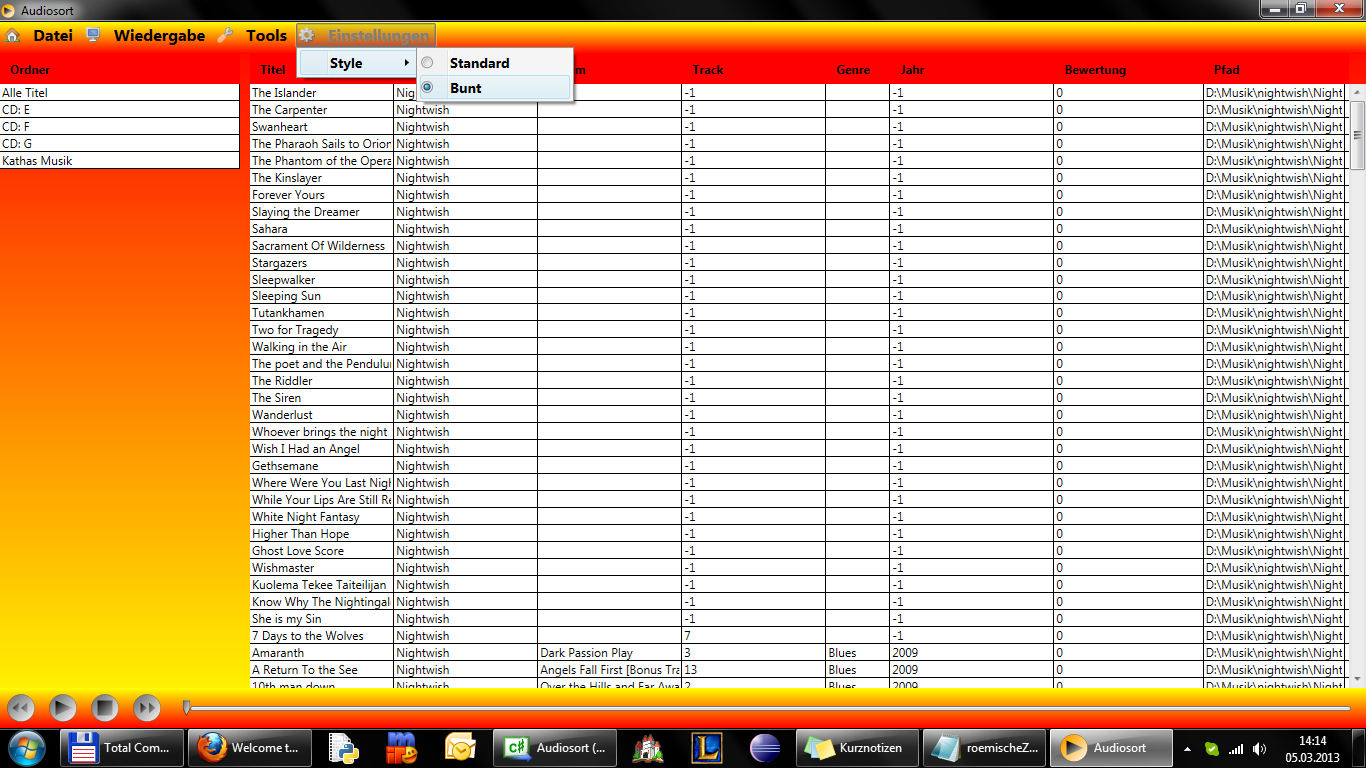 Audiosort
Datei Wiedergabe Tools Einstellungen
Style Standard
Bunt
Ordner Titel m Track Genre Jahr Bewertung Pfad
Alle Titel The Islander Nig -1 -1 0 D:\Musik\nightwish\Night
CD: E The Carpenter Nightwish -1 -1 0 D:\Musik\nightwish\Night
CD: F Swanheart Nightwish -1 -1 0 D:\Musik\nightwish\Night
CD: G The Pharaoh Sails to Orion Nightwish -1 -1 0 D:\Musik\nightwish\Night
Kathas Musik The Phantom of the Opera Nightwish -1 -1 0 D:\Musik\nightwish\Night
The Kinslayer Nightwish -1 -1 0 D:\Musik\nightwish\Night
Forever Yours Nightwish -1 -1 0 D:\Musik\nightwish\Night
Slaying the Dreamer Nightwish -1 -1 0 D:\Musik\nightwish\Night
Sahara Nightwish -1 -1 0 D:\Musik\nightwish\Night
Sacrament Of Wilderness Nightwish -1 -1 0 D:\Musik\nightwish\Night
Stargazers Nightwish -1 -1 0 D:\Musik\nightwish\Night
Sleepwalker Nightwish -1 -1 0 D:\Musik\nightwish\Night
Sleeping Sun Nightwish -1 -1 0 D:\Musik\nightwish\Night
Tutankhamen Nightwish -1 -1 0 D:\Musik\nightwish\Night
Two for Tragedy Nightwish -1 -1 0 D:\Musik\nightwish\Night
Walking in the Air Nightwish -1 -1 0 D:\Musik\nightwish\Night
The poet and the Pendulu Nightwish -1 -1 0 D:\Musik\nightwish\Night
The Riddler Nightwish -1 -1 0 D:\Musik\nightwish\Night
The Siren Nightwish -1 -1 0 D:\Musik\nightwish\Night
Wanderlust Nightwish -1 -1 0 D:\Musik\nightwish\Night
Whoever brings the night Nightwish -1 -1 0 D:\Musik\nightwish\Night
Wish I Had an Angel Nightwish -1 -1 0 D:\Musik\nightwish\Night
Gethsemane Nightwish -1 -1 0 D:\Musik\nightwish\Night
Where Were You Last Nigh Nightwish -1 -1 0 D:\Musik\nightwish\Night
While Your Lips Are Still Re Nightwish -1 -1 0 D:\Musik\nightwish\Night
White Night Fantasy Nightwish -1 -1 0 D:\Musik\nightwish\Night
Higher Than Hope Nightwish -1 -1 0 D:\Musik\nightwish\Night
Ghost Love Score Nightwish -1 -1 0 D:\Musik\nightwish\Night
Wishmaster Nightwish -1 -1 0 D:\Musik\nightwish\Night
Kuolema Tekee Taiteilijan Nightwish -1 -1 0 D:\Musik\nightwish\Night
Know Why The Nightingal Nightwish -1 -1 0 D:\Musik\nightwish\Night
She is my Sin Nightwish -1 -1 0 D:\Musik\nightwish\Night
7 Days to the Wolves Nightwish 7 -1 0 D:\Musik\nightwish\Night
Amaranth Nightwish Dark Passion Play 3 Blues 2009 0 D:\Musik\nightwish\Night
A Return To the See Nightwish Angels Fall First [Bonus Tra 13 Blues 2009 0 D:\Musik\nightwish\Night
10th man down Nightwish Over the Hills and Far Awa 2 Blues 2009 0 D:\Musik\nightwish\Night
Total Com... Welcome t... Audiosort (... Kurznotizen roemischeZ... Audiosort 14:14
05.03.2013